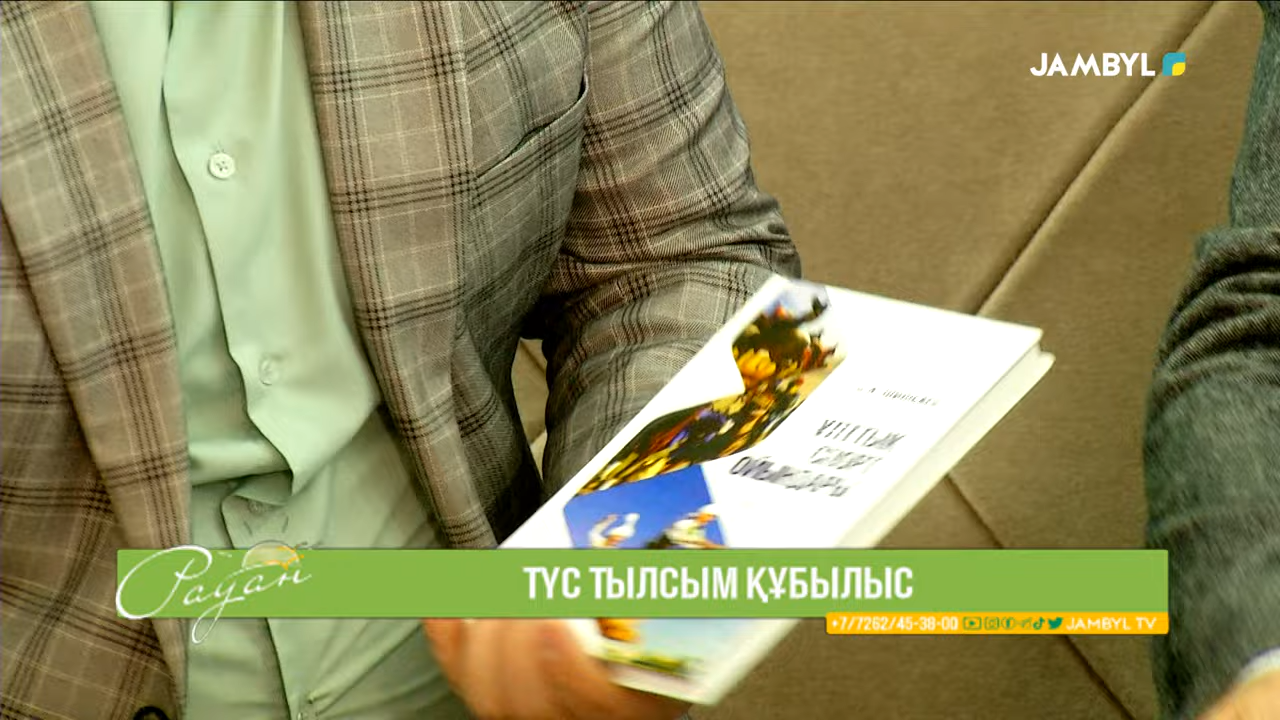 JAMBYL
ҰЛТТЫҚ
СПОРТ
ОЙЫНДАРЫ
Рауан
ТҮС ТЫЛСЫМ ҚҰБЫЛЫС
+7/7262/45-38-00 JAMBYL TV